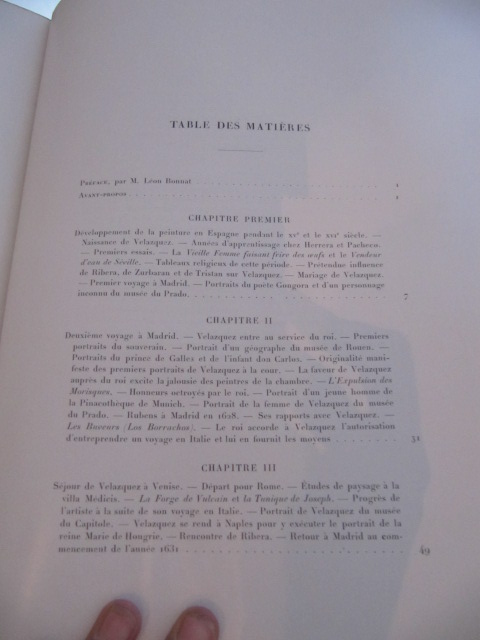 TABLE DES MATIÈRES
Préface, par M. Léon Bonnat
Avant-propos
CHAPITRE PREMIER
Développement de la peinture en Espagne pendant le XVe et le XVIe siècle. —
Naissance de Velazquez. — Années d'apprentissage chez Herrera et Pacheco.
— Premiers essais. — La Vieille Femme faisant frire des œufs et le Vendeur
d'eau de Séville. — Tableaux religieux de cette période. — Prétendue influence
de Ribera, de Zurbaran et de Tristan sur Velazquez. — Mariage de Velazquez.
— Premier voyage à Madrid. — Portraits du poète Gongora et d'un personnage
inconnu du musée du Prado. . . . . . . . . . . . . . . 7
CHAPITRE II
Deuxième voyage à Madrid. — Velazquez entre au service du roi. — Premiers
portraits du souverain. — Portrait d'un géographe du musée de Rouen. —
Portraits du prince de Galles et de l'infant don Carlos. — Originalité mani-
feste des premiers portraits de Velazquez à la cour. — La faveur de Velazquez
auprès du roi excite la jalousie des peintres de la chambre. — L'Expulsion des
Morisques. — Honneurs octroyés par le roi. — Portrait d'un jeune homme de
la Pinacothèque de Munich. — Portrait de la femme de Velazquez du musée
du Prado. — Rubens à Madrid en 1628. — Ses rapports avec Velazquez. —
Les Buveurs (Los Borrachos). — Le roi accorde à Velazquez l'autorisation
d'entreprendre un voyage en Italie et lui en fournit les moyens . . . . . . . 31
CHAPITRE III
Séjour de Velazquez à Venise. — Départ pour Rome. — Études de paysage à la
villa Médicis. — La Forge de Vulcain et la Tunique de Joseph. — Progrès de
l'artiste à la suite de son voyage en Italie. — Portrait de Velazquez du musée
du Capitole. — Velazquez se rend à Naples pour y exécuter le portrait de la
reine Marie de Hongrie. — Rencontre de Ribera. — Retour à Madrid au com-
mencement de l'année 1631 . . . . . . . . . . . . . . . 49